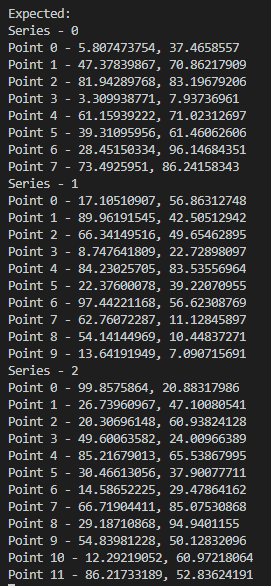 Expected:
Series - 0
Point 0 - 5.807473754, 37.4658557
Point 1 - 47.37839867, 70.86217909
Point 2 - 81.94289768, 83.19679206
Point 3 - 3.309938771, 7.93736961
Point 4 - 61.15939222, 71.02312697
Point 5 - 39.31095956, 61.46062606
Point 6 - 28.45150334, 96.14684351
Point 7 - 73.4925951, 86.24158343
Series - 1
Point 0 - 17.10510907, 56.86312748
Point 1 - 89.96191545, 42.50512942
Point 2 - 66.34149516, 49.65462895
Point 3 - 8.747641809, 22.72898097
Point 4 - 84.23025705, 83.53556964
Point 5 - 22.37600078, 39.22070955
Point 6 - 97.44221168, 56.62308769
Point 7 - 62.76072287, 11.12845897
Point 8 - 54.14144969, 10.44837271
Point 9 - 13.64191949, 7.090715691
Series - 2
Point 0 - 99.8575864, 20.88317986
Point 1 - 26.73960967, 47.10080541
Point 2 - 20.30696148, 60.93824128
Point 3 - 49.60063582, 24.00966389
Point 4 - 85.21679013, 65.53867995
Point 5 - 30.46613056, 37.90077711
Point 6 - 14.58652225, 29.47864162
Point 7 - 66.71904411, 85.07530868
Point 8 - 29.18710868, 94.9401155
Point 9 - 54.83981228, 50.12832096
Point 10 - 12.29219052, 60.97218064
Point 11 - 86.21733189, 52.83624191